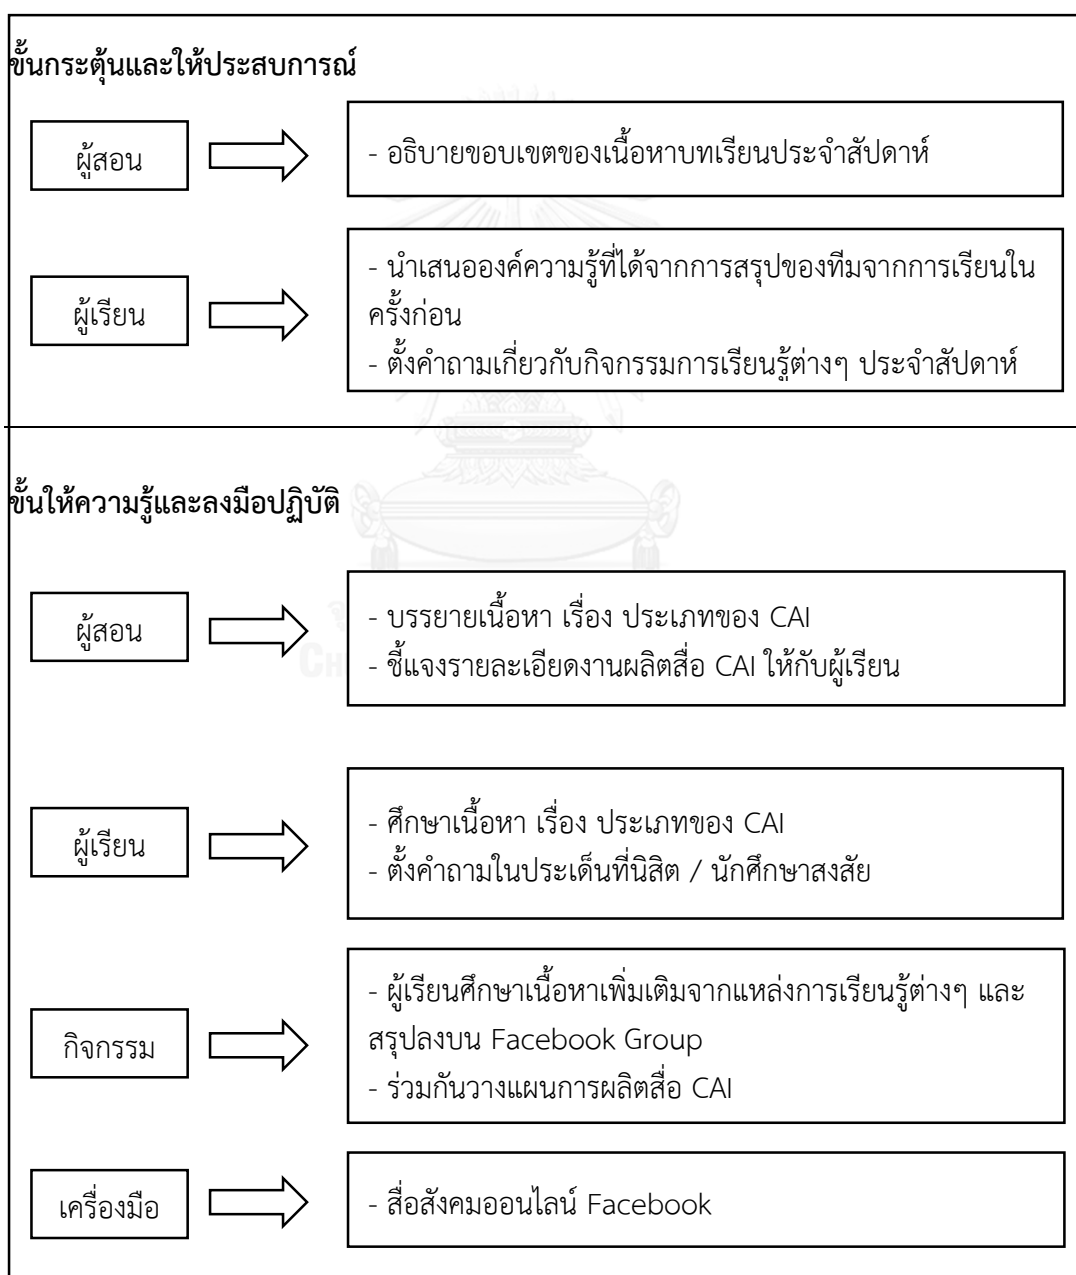 ขั้นกระตุ้นและให้ประสบการณ์
ผู้สอน
- อธิบายขอบเขตของเนื้อหาบทเรียนประจำสัปดาห์
ผู้เรียน
- นำเสนอองค์ความรู้ที่ได้จากการสรุปของทีมจากการเรียนใน
ครั้งก่อน
- ตั้งคำถามเกี่ยวกับกิจกรรมการเรียนรู้ต่างๆ ประจำสัปดาห์
ขั้นให้ความรู้และลงมือปฏิบัติ
ผู้สอน
- บรรยายเนื้อหา เรื่อง ประเภทของ CAI
- ชี้แจงรายละเอียดงานผลิตสื่อ CAI ให้กับผู้เรียน
ผู้เรียน
- ศึกษาเนื้อหา เรื่อง ประเภทของ CAI
- ตั้งคำถามในประเด็นที่นิสิต / นักศึกษาสงสัย
กิจกรรม
- ผู้เรียนศึกษาเนื้อหาเพิ่มเติมจากแหล่งการเรียนรู้ต่างๆ และ
สรุปลงบน Facebook Group
- ร่วมกันวางแผนการผลิตสื่อ CAI
เครื่องมือ
- สื่อสังคมออนไลน์ Facebook